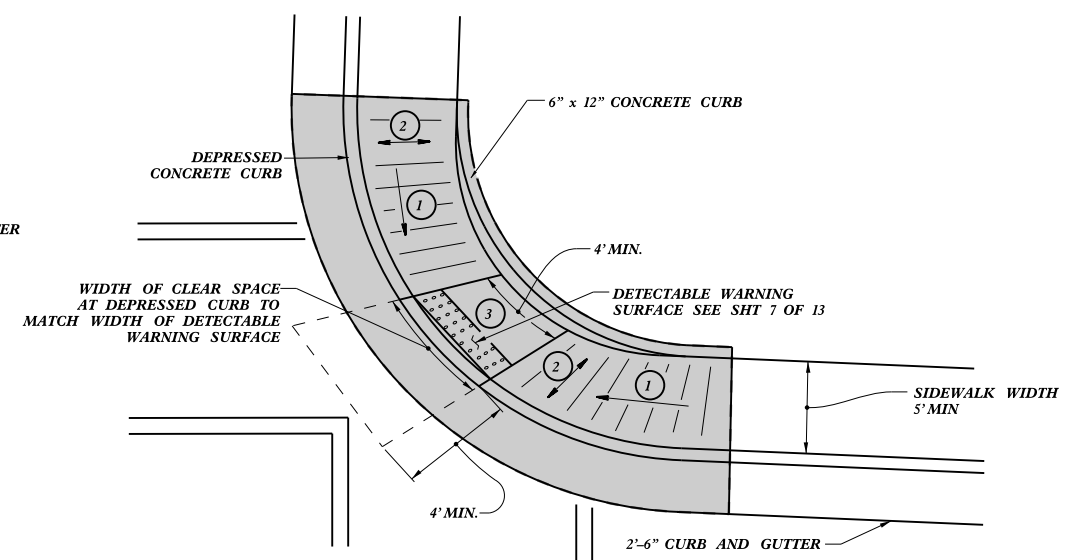 6” x 12” CONCRETE CURB
2
DEPRESSED
CONCRETE CURB
1
TER
4’ MIN.
WIDTH OF CLEAR SPACE
AT DEPRESSED CURB TO
MATCH WIDTH OF DETECTABLE
WARNING SURFACE
DETECTABLE WARNING
SURFACE SEE SHT 7 OF 13
3
2
1
SIDEWALK WIDTH
5’ MIN
4’ MIN.
2’–6” CURB AND GUTTER